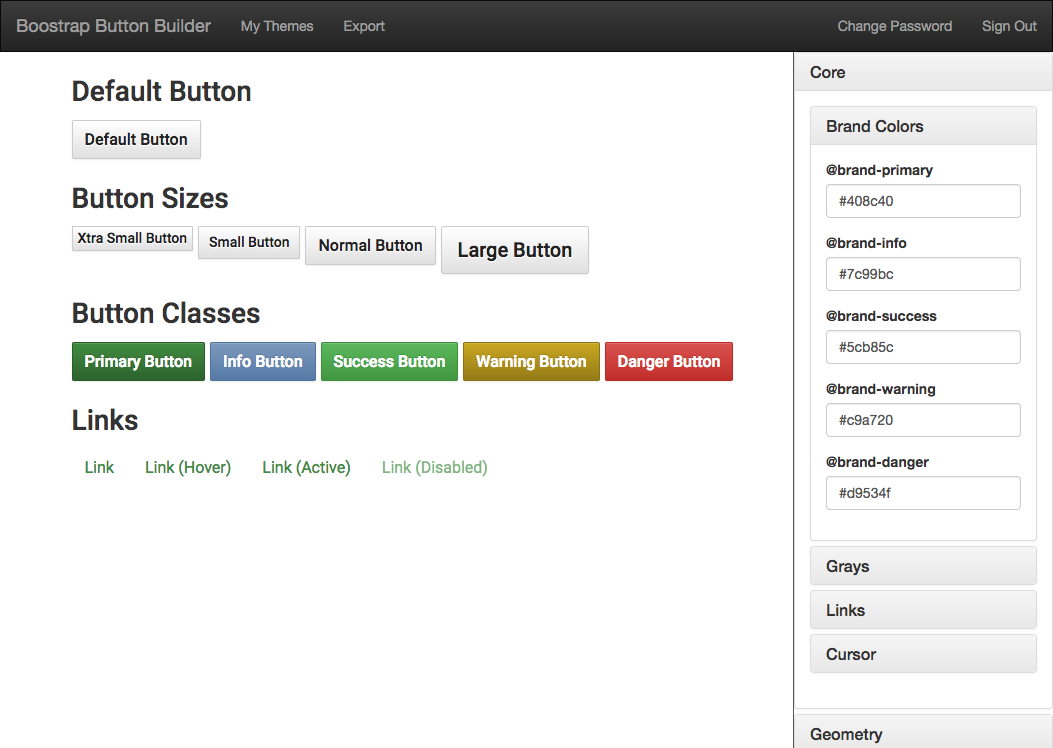 Boostrap Button Builder My Themes Export Change Password Sign Out
Default Button
Default Button
Button Sizes
Xtra Small Button Small Button Normal Button Large Button
Button Classes
Primary Button Info Button Success Button Warning Button Danger Button
Links
Link Link (Hover) Link (Active) Link (Disabled)
Core
Brand Colors
@brand-primary
#408c40
@brand-info
#7c99bc
@brand-success
#5cb85c
@brand-warning
#c9a720
@brand-danger
#d9534f
Grays
Links
Cursor
Geometry